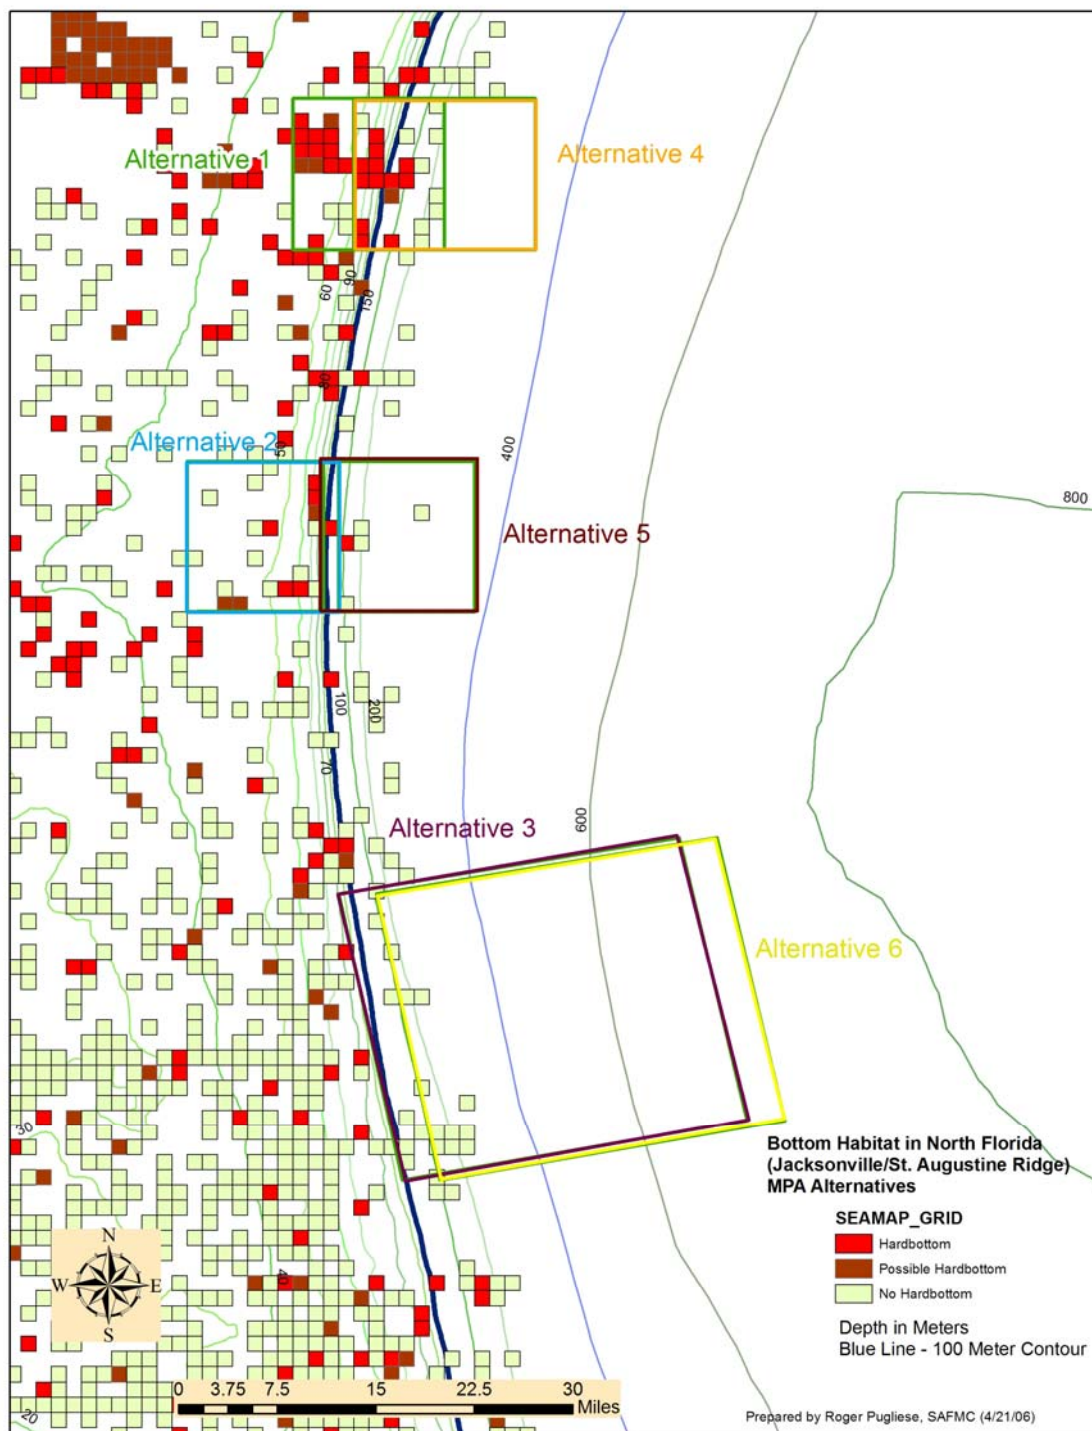 Alternative 1
Alternative 4
60
90
150
80
Alternative 2
50
400
800
Alternative 5
100
200
70
600
Alternative 3
Alternative 6
30
Bottom Habitat in North Florida
(Jacksonville/St. Augustine Ridge)
MPA Alternatives
SEAMAP_GRID
Hardbottom
Possible Hardbottom
No Hardbottom
Depth in Meters
Blue Line - 100 Meter Contour
N
W E
S
40
0 3.75 7.5 15 22.5 30
Miles
20
Prepared by Roger Pugliese, SAFMC (4/21/06)